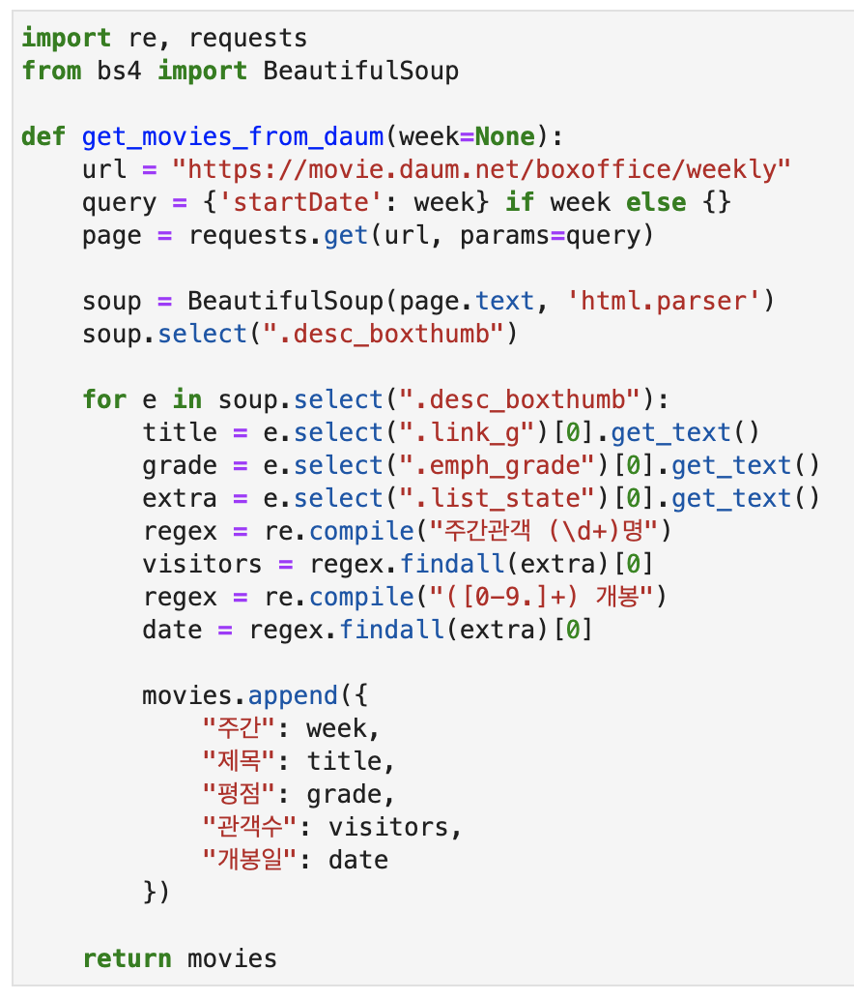 import re, requests
from bs4 import BeautifulSoup

def get_movies_from_daum(week=None):
    url = "https://movie.daum.net/boxoffice/weekly"
    query = {'startDate': week} if week else {}
    page = requests.get(url, params=query)

    soup = BeautifulSoup(page.text, 'html.parser')
    soup.select(".desc_boxthumb")

    for e in soup.select(".desc_boxthumb"):
        title = e.select(".link_g")[0].get_text()
        grade = e.select(".emph_grade")[0].get_text()
        extra = e.select(".list_state")[0].get_text()
        regex = re.compile("주간관객 (\d+)명")
        visitors = regex.findall(extra)[0]
        regex = re.compile("([0-9.]+) 개봉")
        date = regex.findall(extra)[0]

        movies.append({
            "주간": week,
            "제목": title,
            "평점": grade,
            "관객수": visitors,
            "개봉일": date
        })

    return movies